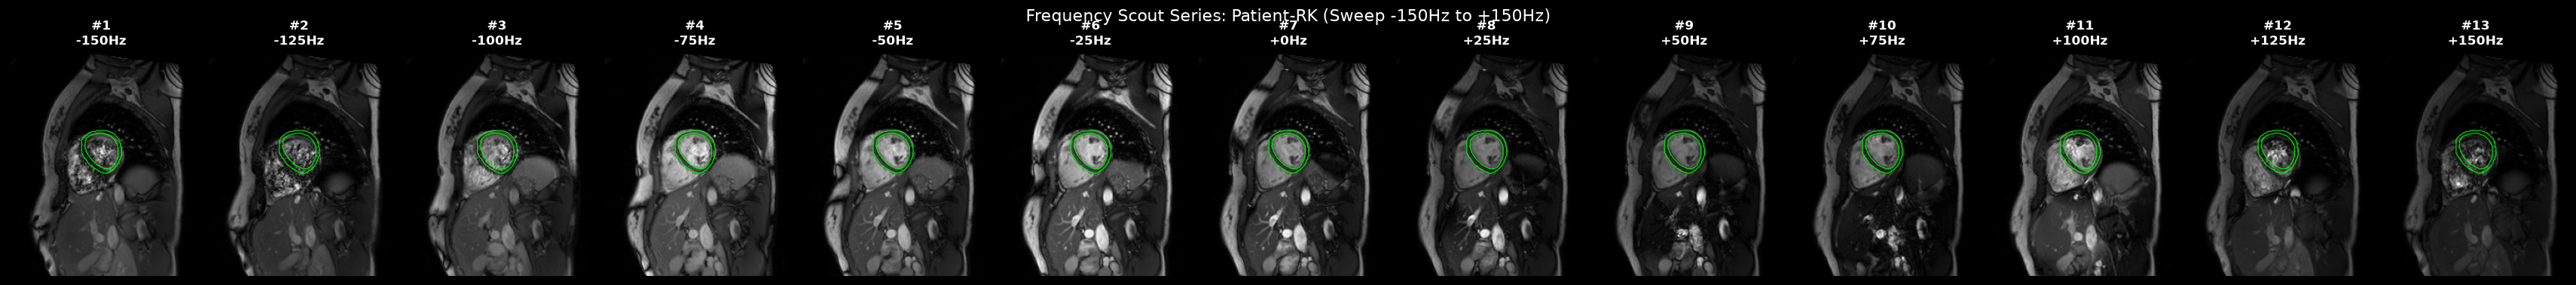 Frequency Scout Series: Patient-RK (Sweep -150Hz to +150Hz)
#1
-150Hz
#2
-125Hz
#3
-100Hz
#4
-75Hz
#5
-50Hz
#6
-25Hz
#7
+0Hz
#8
+25Hz
#9
+50Hz
#10
+75Hz
#11
+100Hz
#12
+125Hz
#13
+150Hz